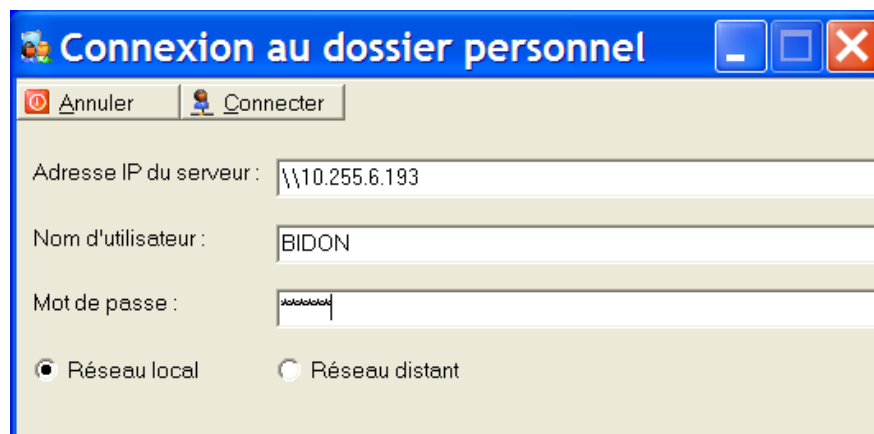 Connexion au dossier personnel
Annuler Connecter
Adresse IP du serveur : \\10.255.6.193
Nom d'utilisateur : BIDON
Mot de passe : *******
Réseau local Réseau distant